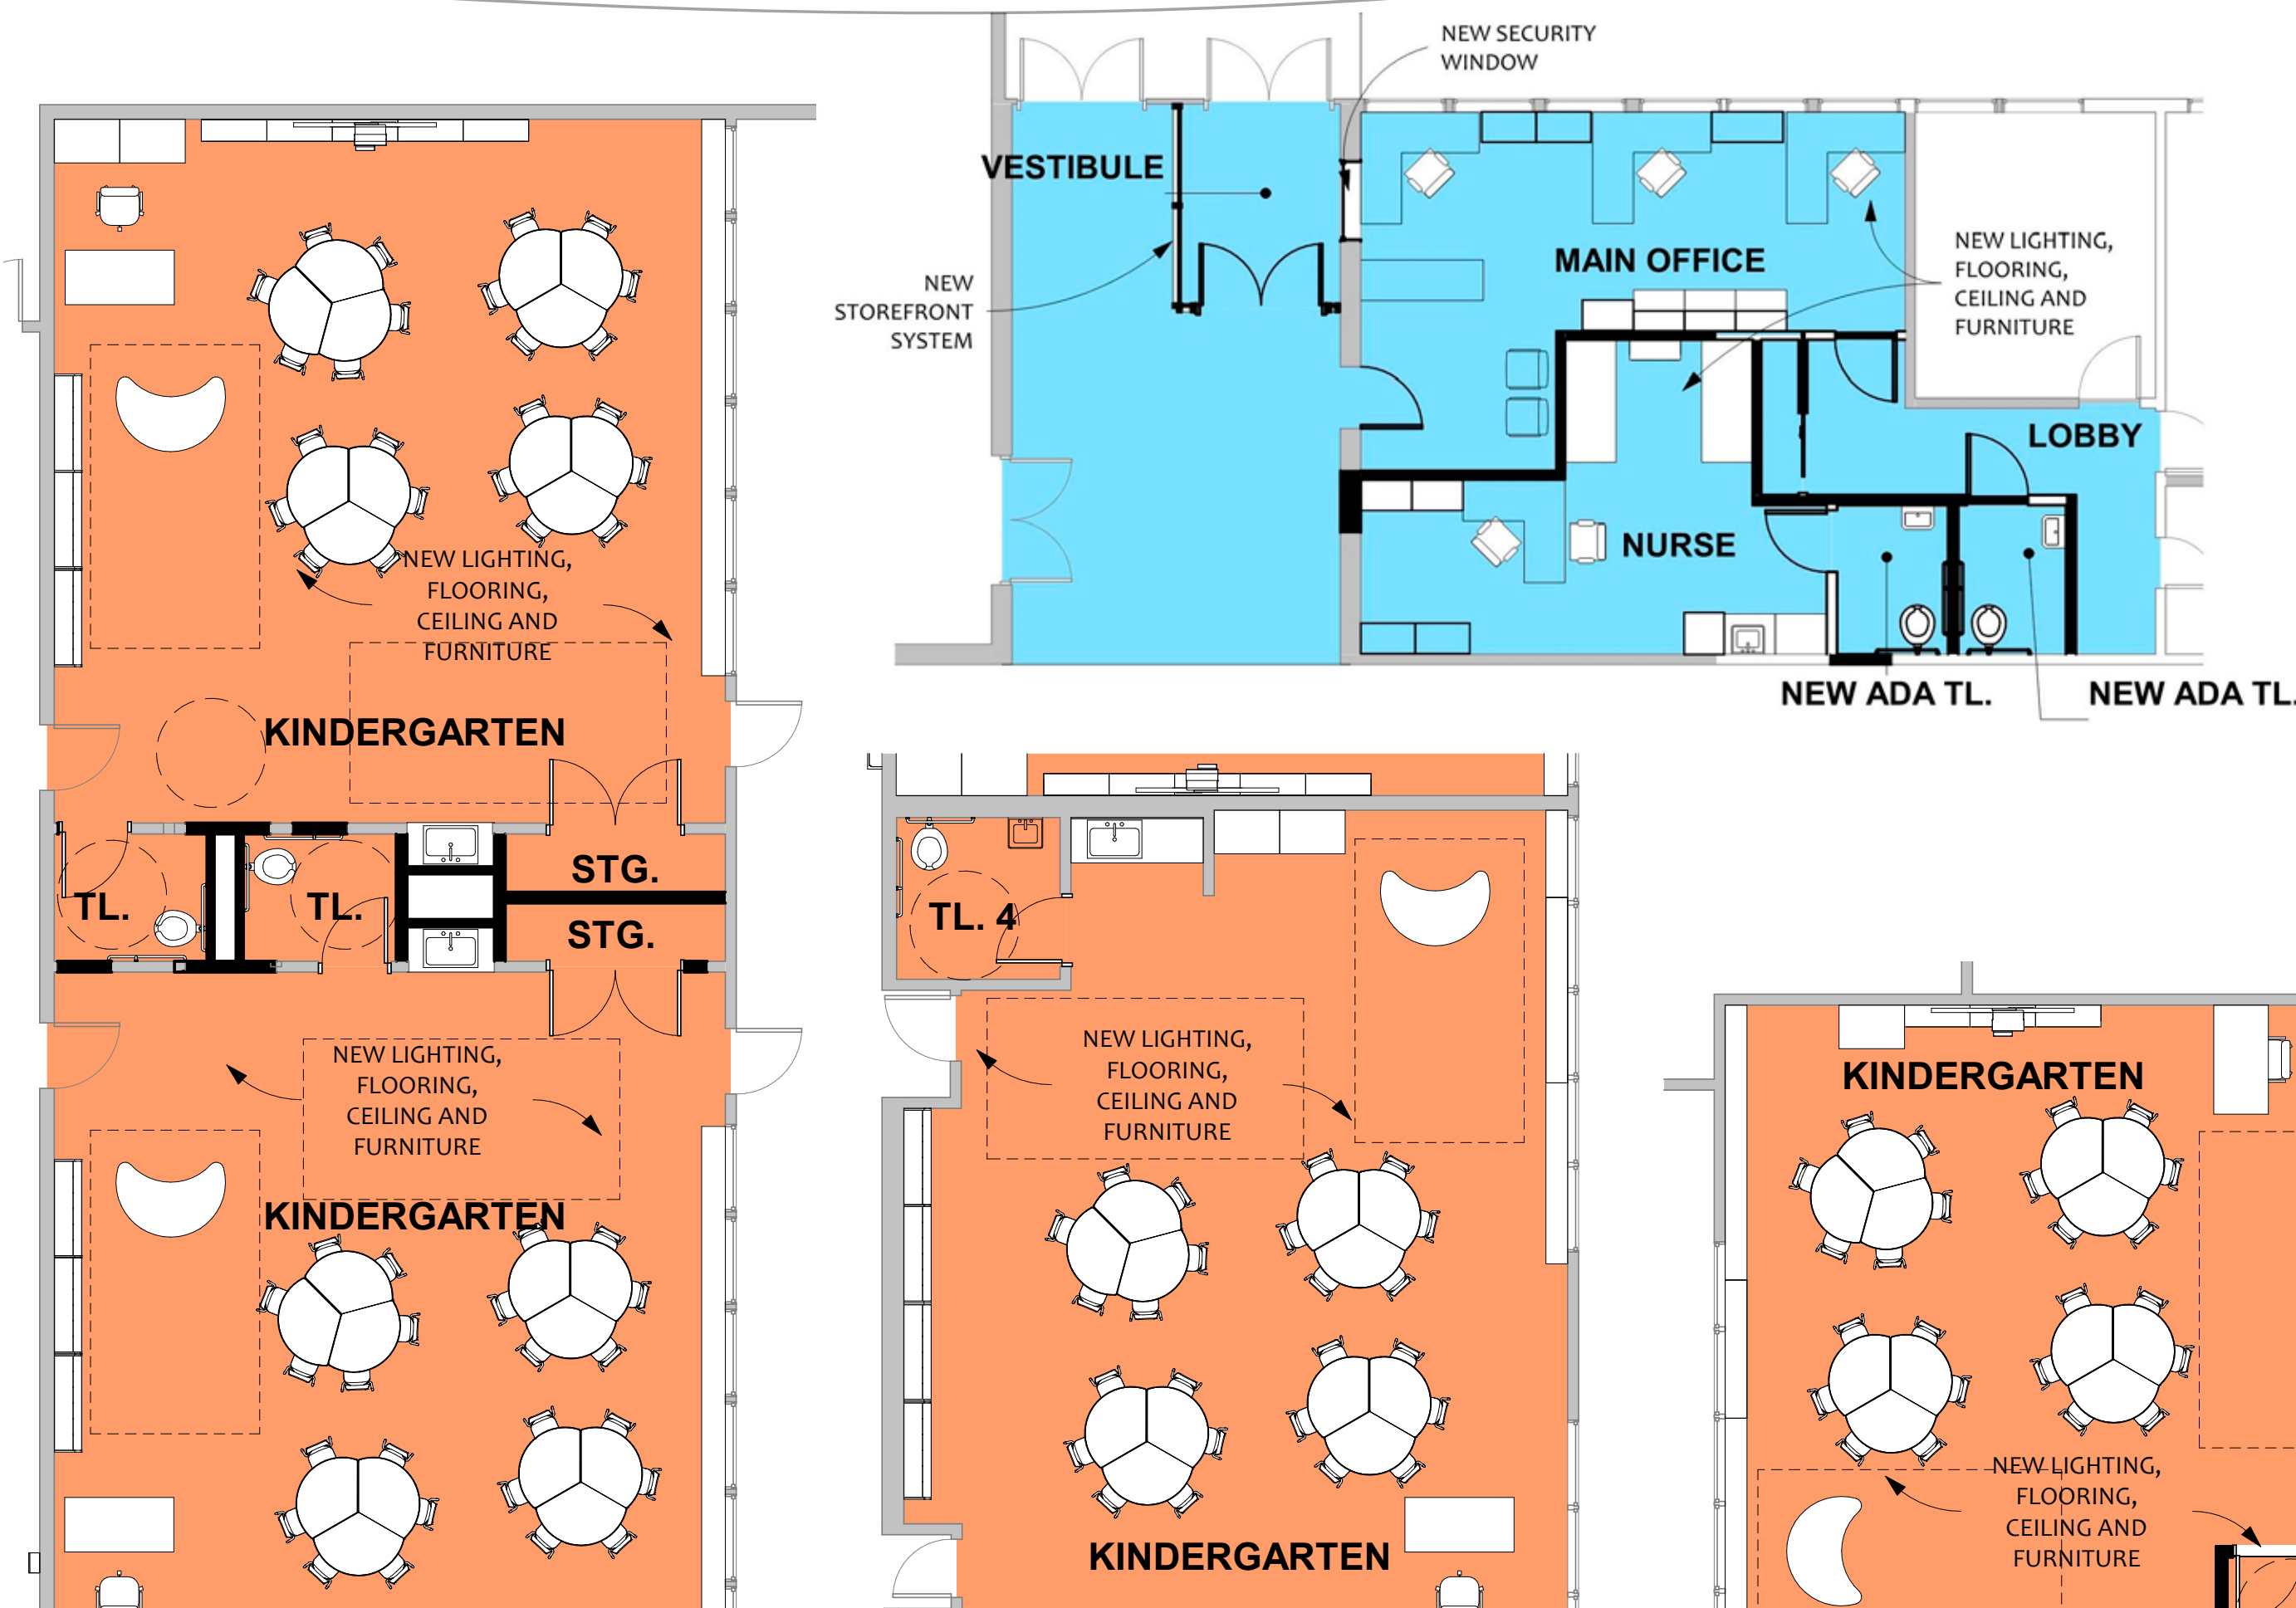 NEW SECURITY
WINDOW
VESTIBULE
NEW
STOREFRONT
SYSTEM
MAIN OFFICE
NEW LIGHTING,
FLOORING,
CEILING AND
FURNITURE
LOBBY
NURSE
NEW ADA TL.
NEW ADA TL.
NEW LIGHTING,
FLOORING,
CEILING AND
FURNITURE
KINDERGARTEN
STG.
TL.
TL.
STG.
NEW LIGHTING,
FLOORING,
CEILING AND
FURNITURE
KINDERGARTEN
TL. 4
NEW LIGHTING,
FLOORING,
CEILING AND
FURNITURE
KINDERGARTEN
KINDERGARTEN
NEW LIGHTING,
FLOORING,
CEILING AND
FURNITURE